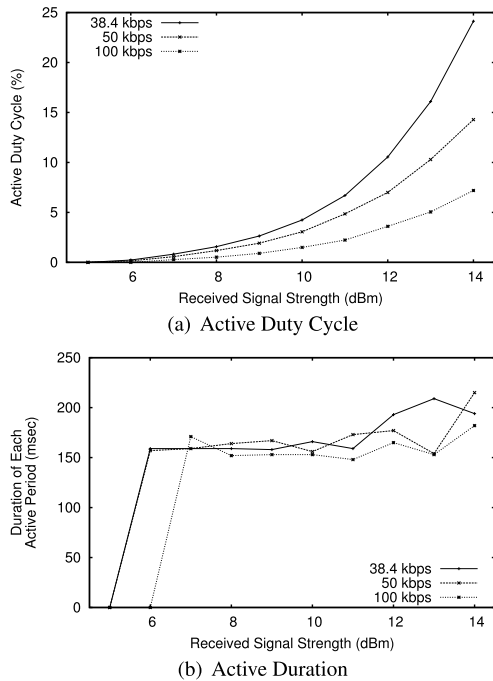 25
20
15
10
5
0
Active Duty Cycle (%)
38.4 kbps
50 kbps
100 kbps
6
8
10
12
14
Received Signal Strength (dBm)
(a) Active Duty Cycle
250
200
150
100
50
0
Duration of Each
Active Period (msec)
38.4 kbps
50 kbps
100 kbps
6
8
10
12
14
Received Signal Strength (dBm)
(b) Active Duration